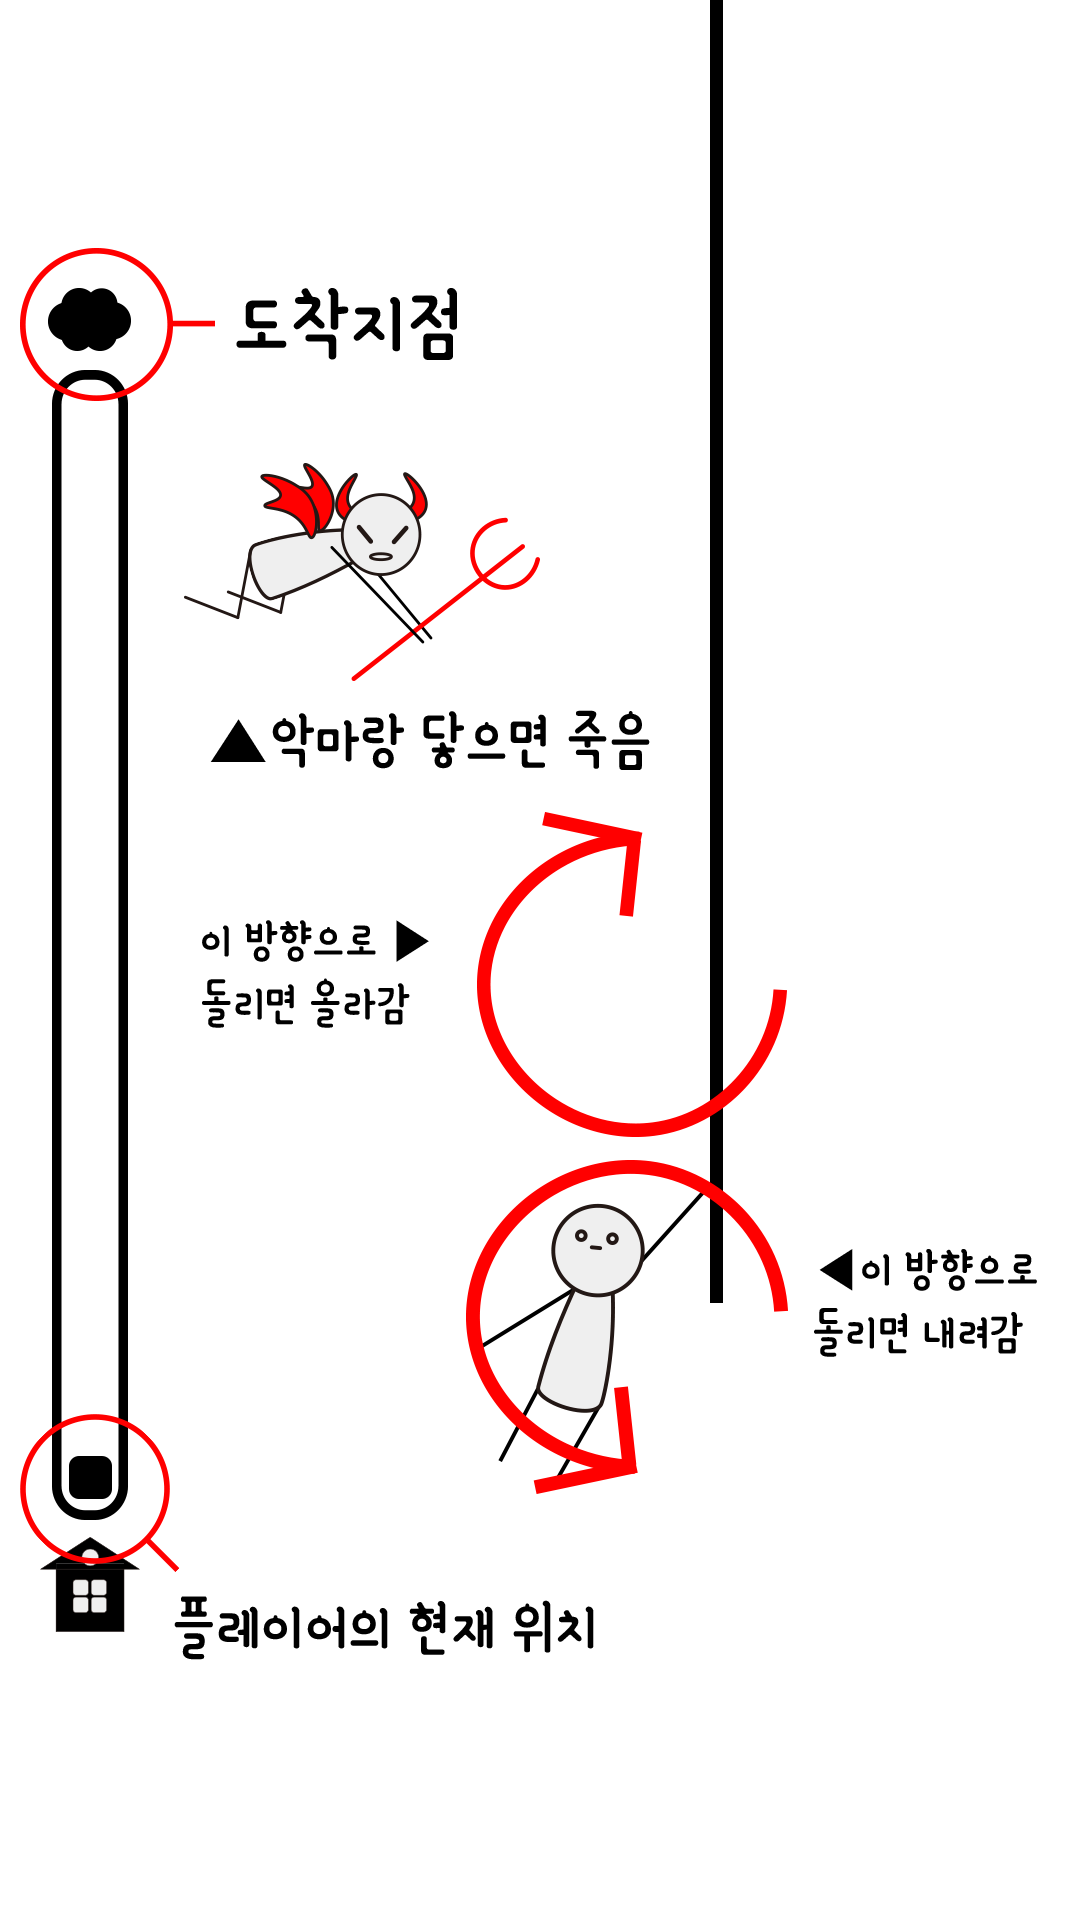 도착지점
▲악마랑 닿으면 죽음
이 방향으로 ▶
돌리면 올라감
◀이 방향으로
돌리면 내려감
플레이어의 현재 위치